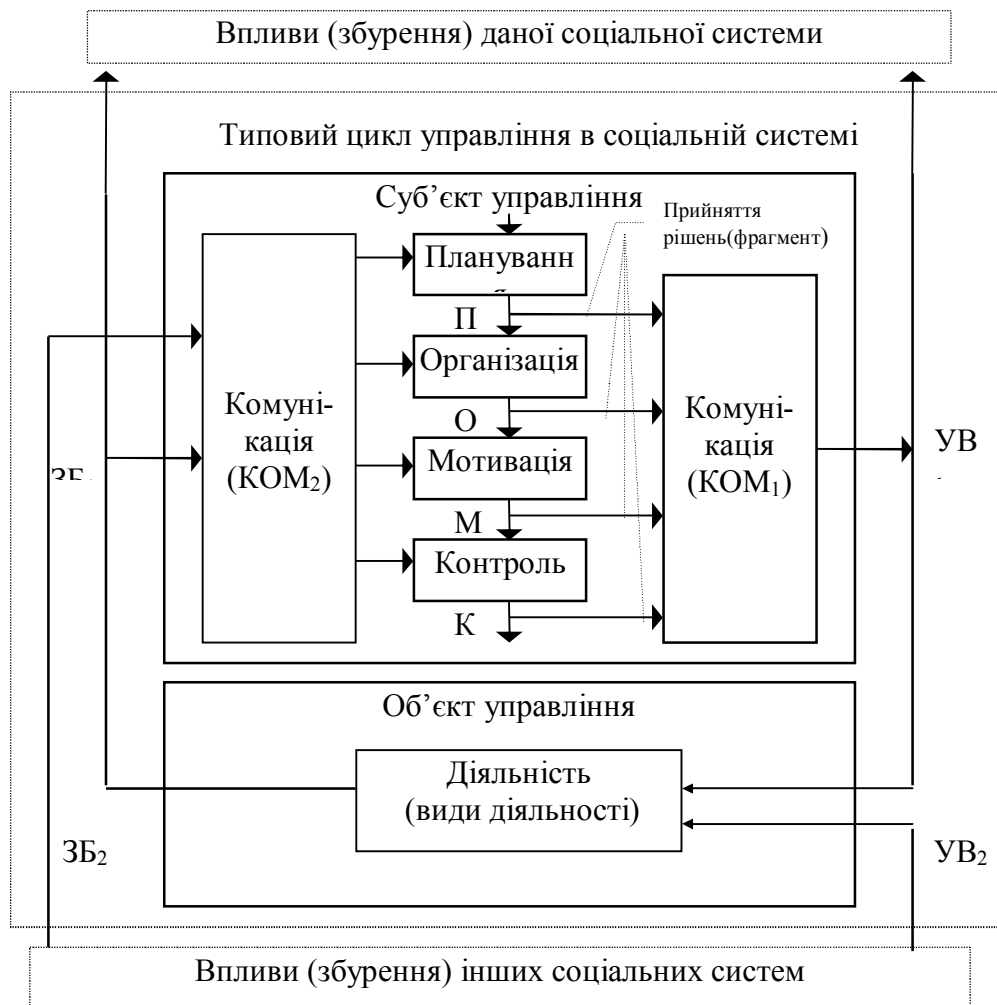 Впливи (збурення) даної соціальної системи
Типовий цикл управління в соціальній системі
Суб’єкт управління
Прийняття
рішень(фрагмент)
Плануванн
П
Організація
О
Мотивація
М
Контроль
К
Комуні-
кація
(КОМ₂)
Комуні-
кація
(КОМ₁)
ЗБ
УВ
Об’єкт управління
Діяльність
(види діяльності)
ЗБ₂
УВ₂
Впливи (збурення) інших соціальних систем